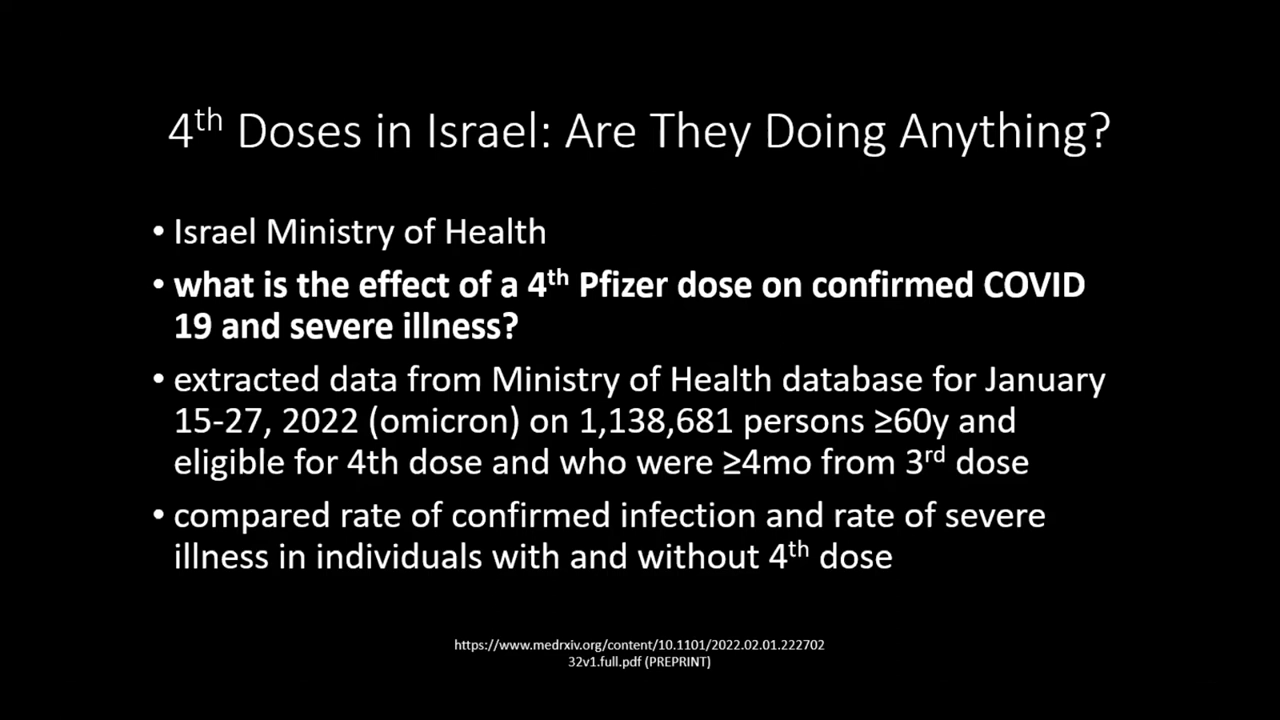 4th Doses in Israel: Are They Doing Anything?
• Israel Ministry of Health
• what is the effect of a 4th Pfizer dose on confirmed COVID
19 and severe illness?
• extracted data from Ministry of Health database for January
15-27, 2022 (omicron) on 1,138,681 persons ≥60y and
eligible for 4th dose and who were ≥4mo from 3rd dose
• compared rate of confirmed infection and rate of severe
illness in individuals with and without 4th dose
https://www.medrxiv.org/content/10.1101/2022.02.01.222702
32v1.full.pdf (PREPRINT)